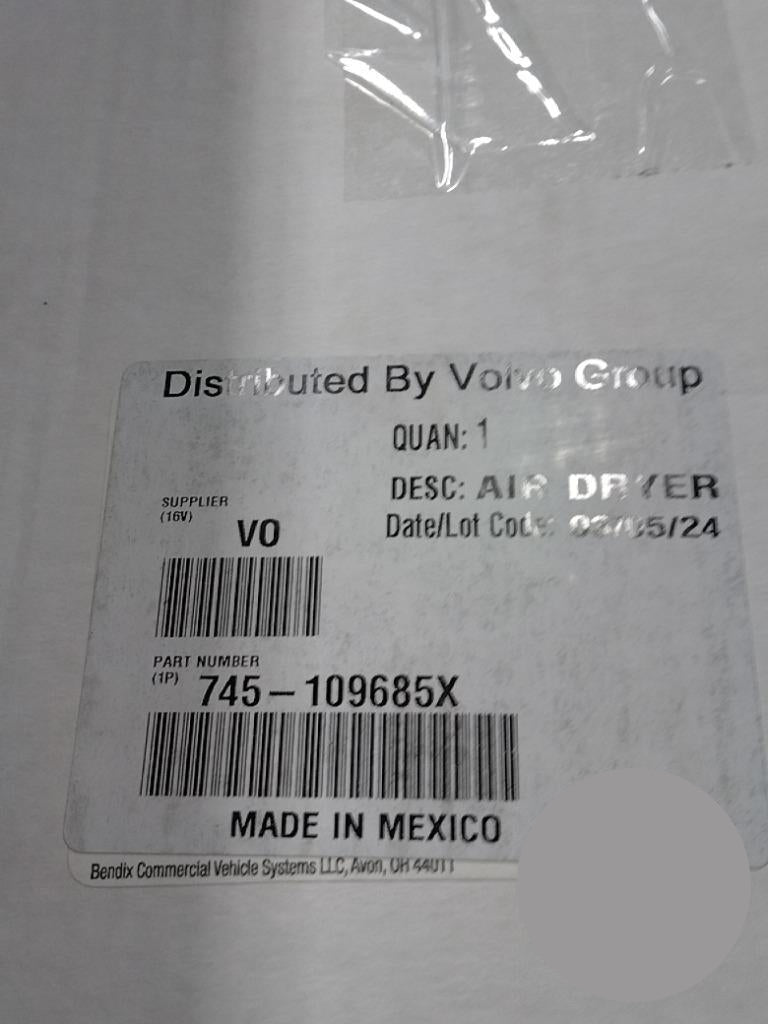 Distributed By Volvo Group
QUAN: 1
DESC: AIR DRYER
SUPPLIER
(16V)
VO
Date/Lot Code:
PART NUMBER
(1P) 745-109685X
MADE IN MEXICO
Bendix Commercial Vehicle Systems LLC, Avon, OH 44011